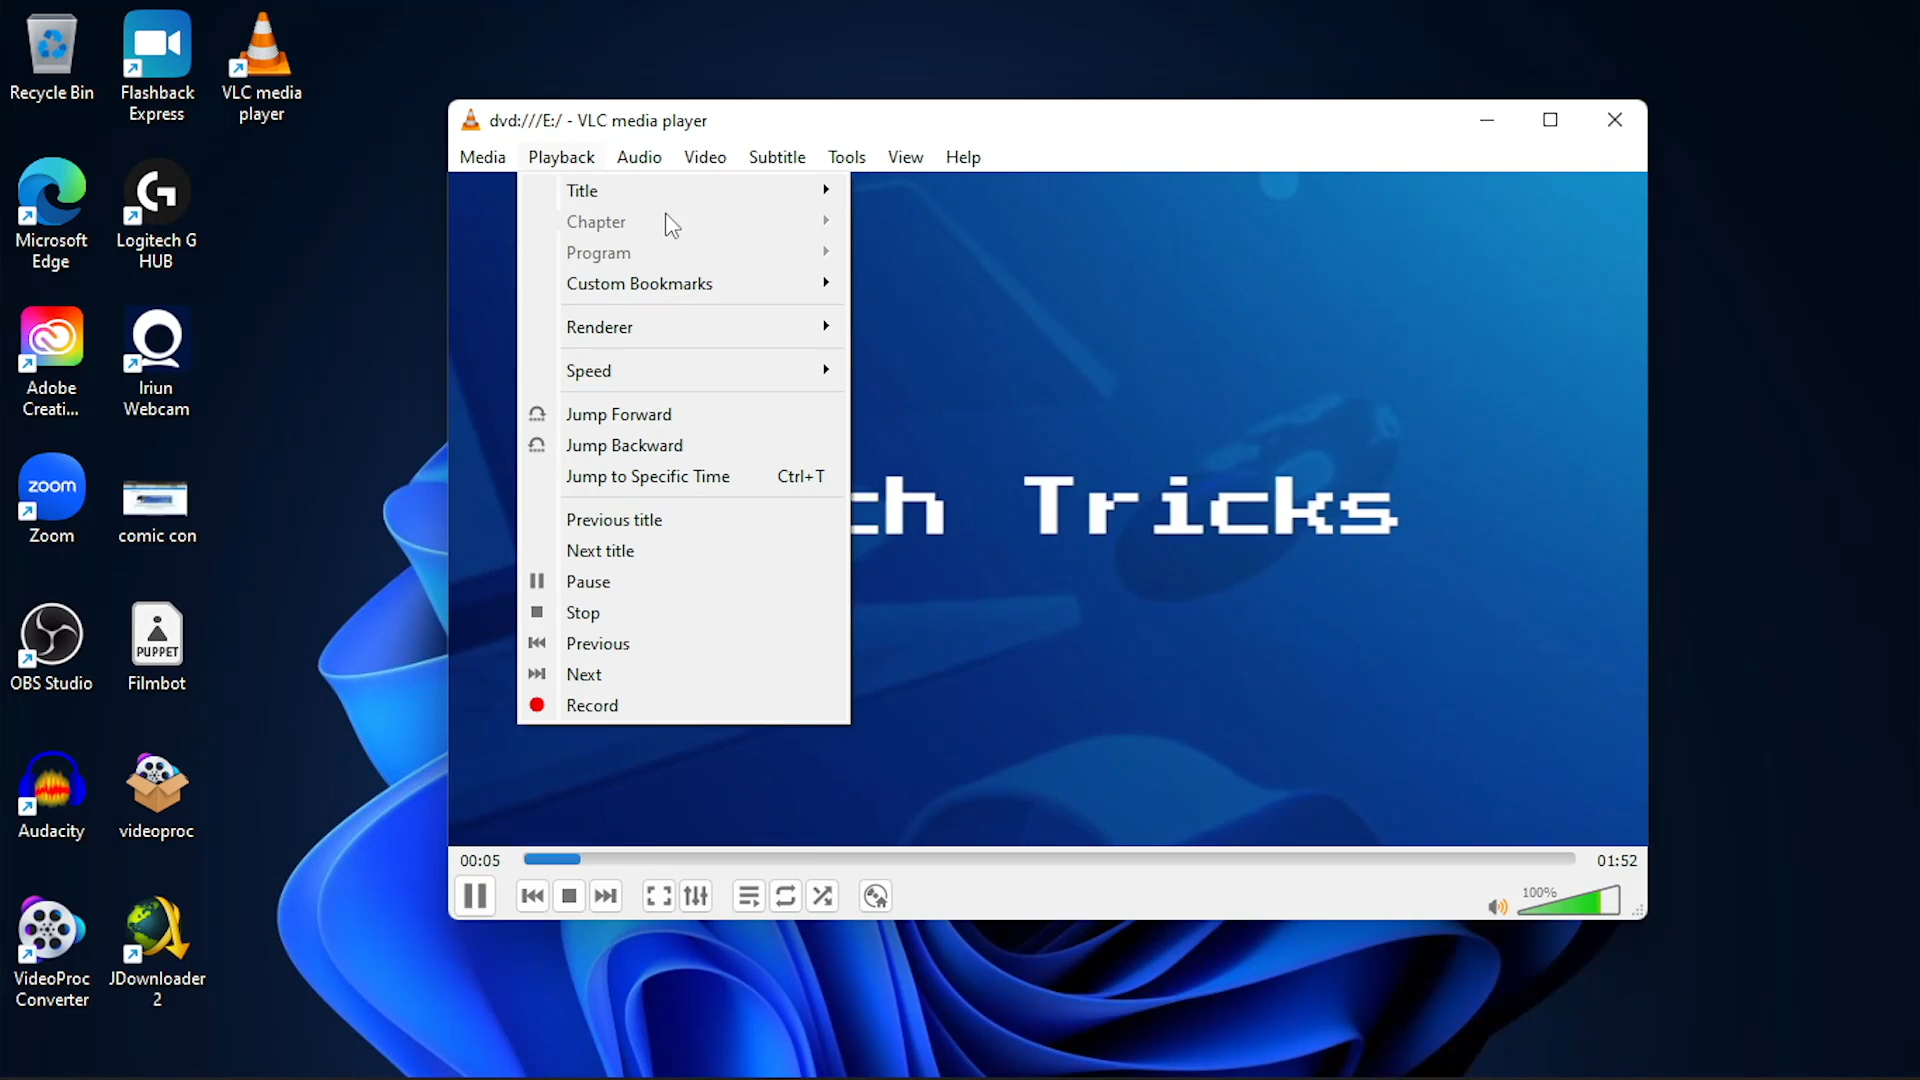 Recycle Bin
Flashback
Express
VLC media
player
Microsoft
Edge
Logitech G
HUB
Adobe
Creati...
Iriun
Webcam
zoom
Zoom
comic con
OBS Studio
PUPPET
Filmbot
Audacity
videoproc
VideoProc
Converter
JDownloader
2
dvd:///E:/ - VLC media player
Media Playback Audio Video Subtitle Tools View Help
Title
Chapter
Program
Custom Bookmarks
Renderer
Speed
Jump Forward
Jump Backward
Jump to Specific Time Ctrl+T
Previous title
Next title
Pause
Stop
Previous
Next
Record
ch Tricks
00:05 01:52
100%